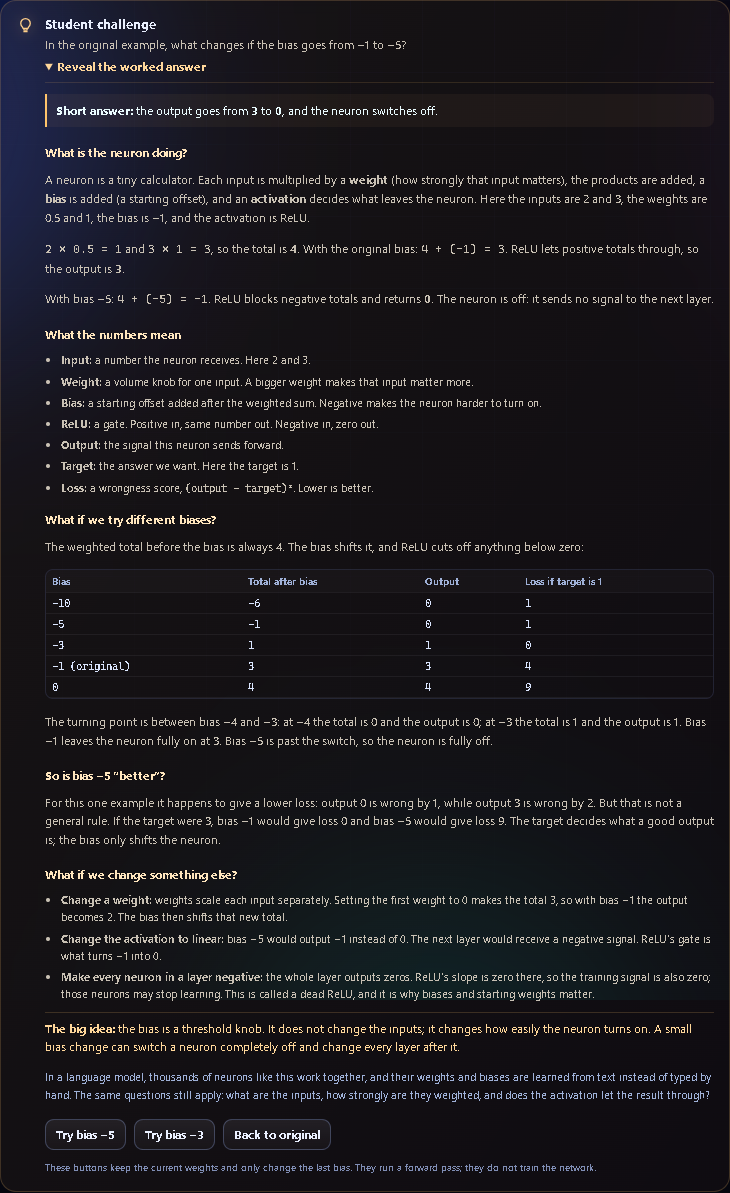 Student challenge
In the original example, what changes if the bias goes from −1 to −5?
▼ Reveal the worked answer
Short answer: the output goes from 3 to 0, and the neuron switches off.
What is the neuron doing?
A neuron is a tiny calculator. Each input is multiplied by a weight (how strongly that input matters), the products are added, a
bias is added (a starting offset), and an activation decides what leaves the neuron. Here the inputs are 2 and 3, the weights are
0.5 and 1, the bias is −1, and the activation is ReLU.
2 × 0.5 = 1 and 3 × 1 = 3, so the total is 4. With the original bias: 4 + (−1) = 3. ReLU lets positive totals through, so
the output is 3.
With bias −5: 4 + (−5) = −1. ReLU blocks negative totals and returns 0. The neuron is off: it sends no signal to the next layer.
What the numbers mean
• Input: a number the neuron receives. Here 2 and 3.
• Weight: a volume knob for one input. A bigger weight makes that input matter more.
• Bias: a starting offset added after the weighted sum. Negative makes the neuron harder to turn on.
• ReLU: a gate. Positive in, same number out. Negative in, zero out.
• Output: the signal this neuron sends forward.
• Target: the answer we want. Here the target is 1.
• Loss: a wrongness score, (output − target)². Lower is better.
What if we try different biases?
The weighted total before the bias is always 4. The bias shifts it, and ReLU cuts off anything below zero:
Bias Total after bias Output Loss if target is 1
−10 −6 0 1
−5 −1 0 1
−3 1 1 0
−1 (original) 3 3 4
0 4 4 9
The turning point is between bias −4 and −3: at −4 the total is 0 and the output is 0; at −3 the total is 1 and the output is 1. Bias
−1 leaves the neuron fully on at 3. Bias −5 is past the switch, so the neuron is fully off.
So is bias −5 “better”?
For this one example it happens to give a lower loss: output 0 is wrong by 1, while output 3 is wrong by 2. But that is not a
general rule. If the target were 3, bias −1 would give loss 0 and bias −5 would give loss 9. The target decides what a good output
is; the bias only shifts the neuron.
What if we change something else?
• Change a weight: weights scale each input separately. Setting the first weight to 0 makes the total 3, so with bias −1 the output
becomes 2. The bias then shifts that new total.
• Change the activation to linear: bias −5 would output −1 instead of 0. The next layer would receive a negative signal. ReLU's gate is
what turns −1 into 0.
• Make every neuron in a layer negative: the whole layer outputs zeros. ReLU's slope is zero there, so the training signal is also zero;
those neurons may stop learning. This is called a dead ReLU, and it is why biases and starting weights matter.
The big idea: the bias is a threshold knob. It does not change the inputs; it changes how easily the neuron turns on. A small
bias change can switch a neuron completely off and change every layer after it.
In a language model, thousands of neurons like this work together, and their weights and biases are learned from text instead of typed by
hand. The same questions still apply: what are the inputs, how strongly are they weighted, and does the activation let the result through?
Try bias −5 Try bias −3 Back to original
These buttons keep the current weights and only change the last bias. They run a forward pass; they do not train the network.